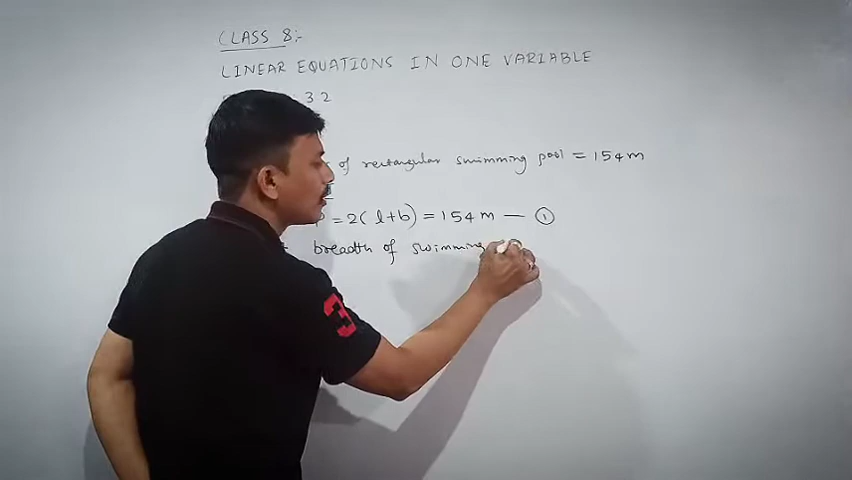 CLASS 8:-
LINEAR EQUATIONS IN ONE VARIABLE
32
of rectangular swimming pool = 154 m
P = 2( l+b) = 154 m — ①
breadth of swimming
3